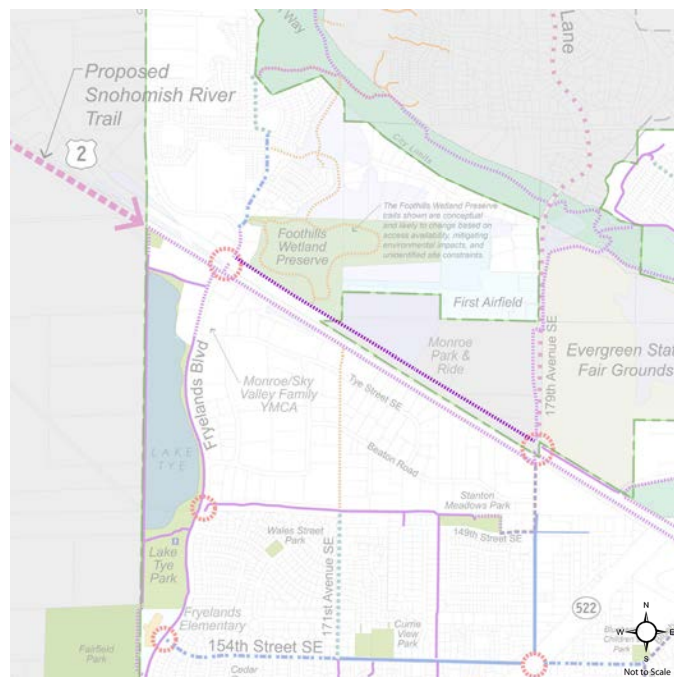 Way
Lane
Proposed
Snohomish River
Trail
2
City Limits
The Foothills Wetland Preserve
trails shown are conceptual
and likely to change based on
access availability, mitigating
environmental impacts, and
unidentified site constraints.
Foothills
Wetland
Preserve
First Airfield
179th Avenue SE
Monroe
Park &
Ride
Evergreen Stat
Fair Grounds
Fryelands Blvd
Monroe/Sky
Valley Family
YMCA
Tye Street SE
Beaton Road
LAKE
TYE
Stanton
Meadows Park
149th Street SE
Wales Street
Park
171st Avenue SE
Lake
Tye
Park
Fryelands
Elementary
Currie
View
Park
522
154th Street SE
Fairfield
Park
Cedar
Children
Park
N
W
E
S
Not to Scale